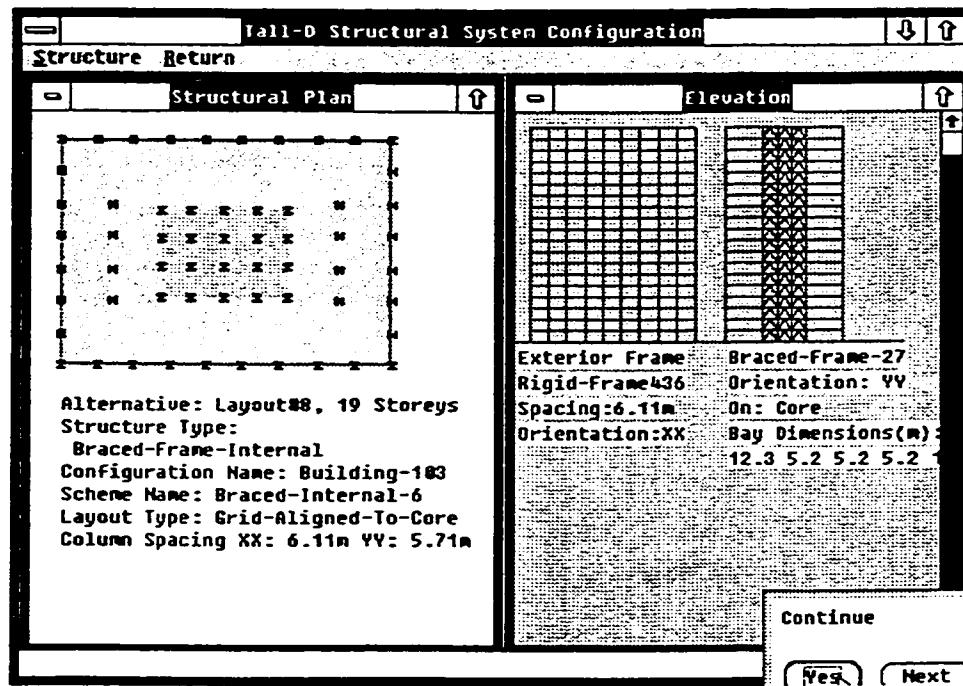 Tall-D Structural System Configuration
Structure Return
Structural Plan
Alternative: Layout#8, 19 Storeys
Structure Type:
Braced-Frame-Internal
Configuration Name: Building-103
Scheme Name: Braced-Internal-6
Layout Type: Grid-Aligned-To-Core
Column Spacing XX: 6.11m YY: 5.71m
Elevation
Exterior Frame
Rigid-Frame436
Spacing:6.11m
Orientation:XX
Braced-Frame-27
Orientation: YY
On: Core
Bay Dimensions(m):
12.3 5.2 5.2 5.2
Continue
Yes Next